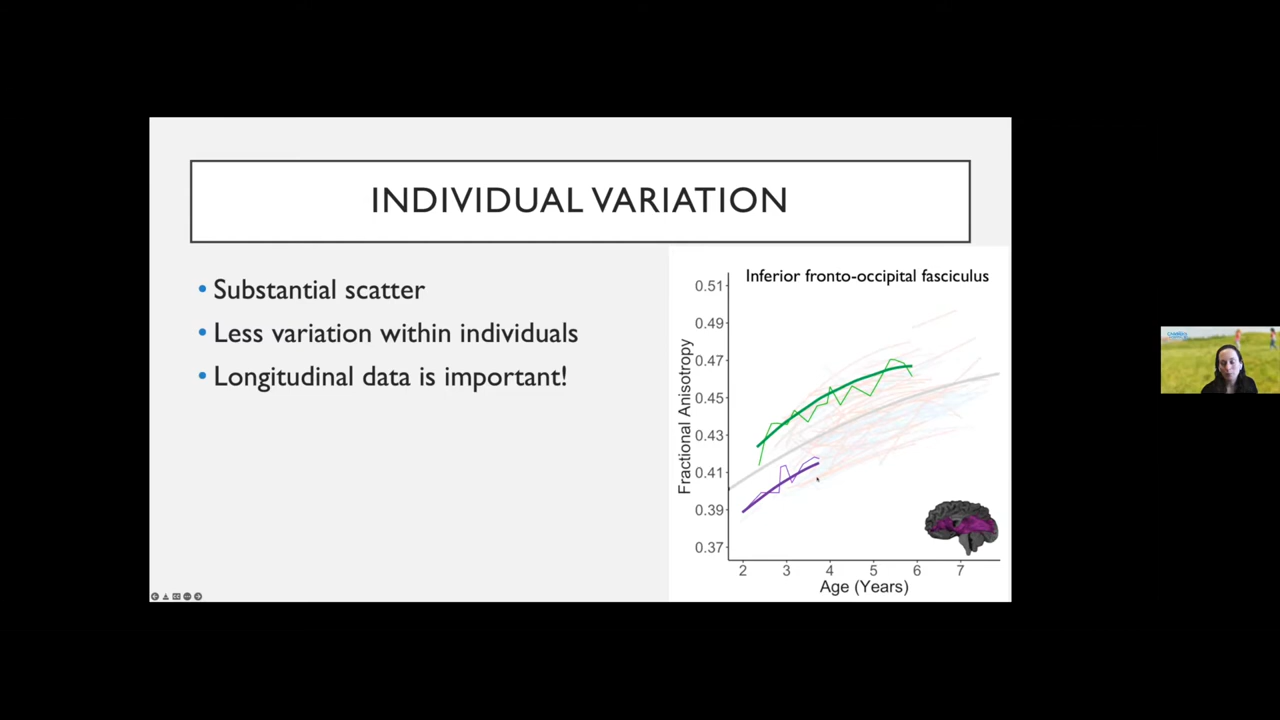 INDIVIDUAL VARIATION
• Substantial scatter
• Less variation within individuals
• Longitudinal data is important!
Inferior fronto-occipital fasciculus
Fractional Anisotropy
0.51
0.49
0.47
0.45
0.43
0.41
0.39
0.37
2 3 4 5 6 7
Age (Years)